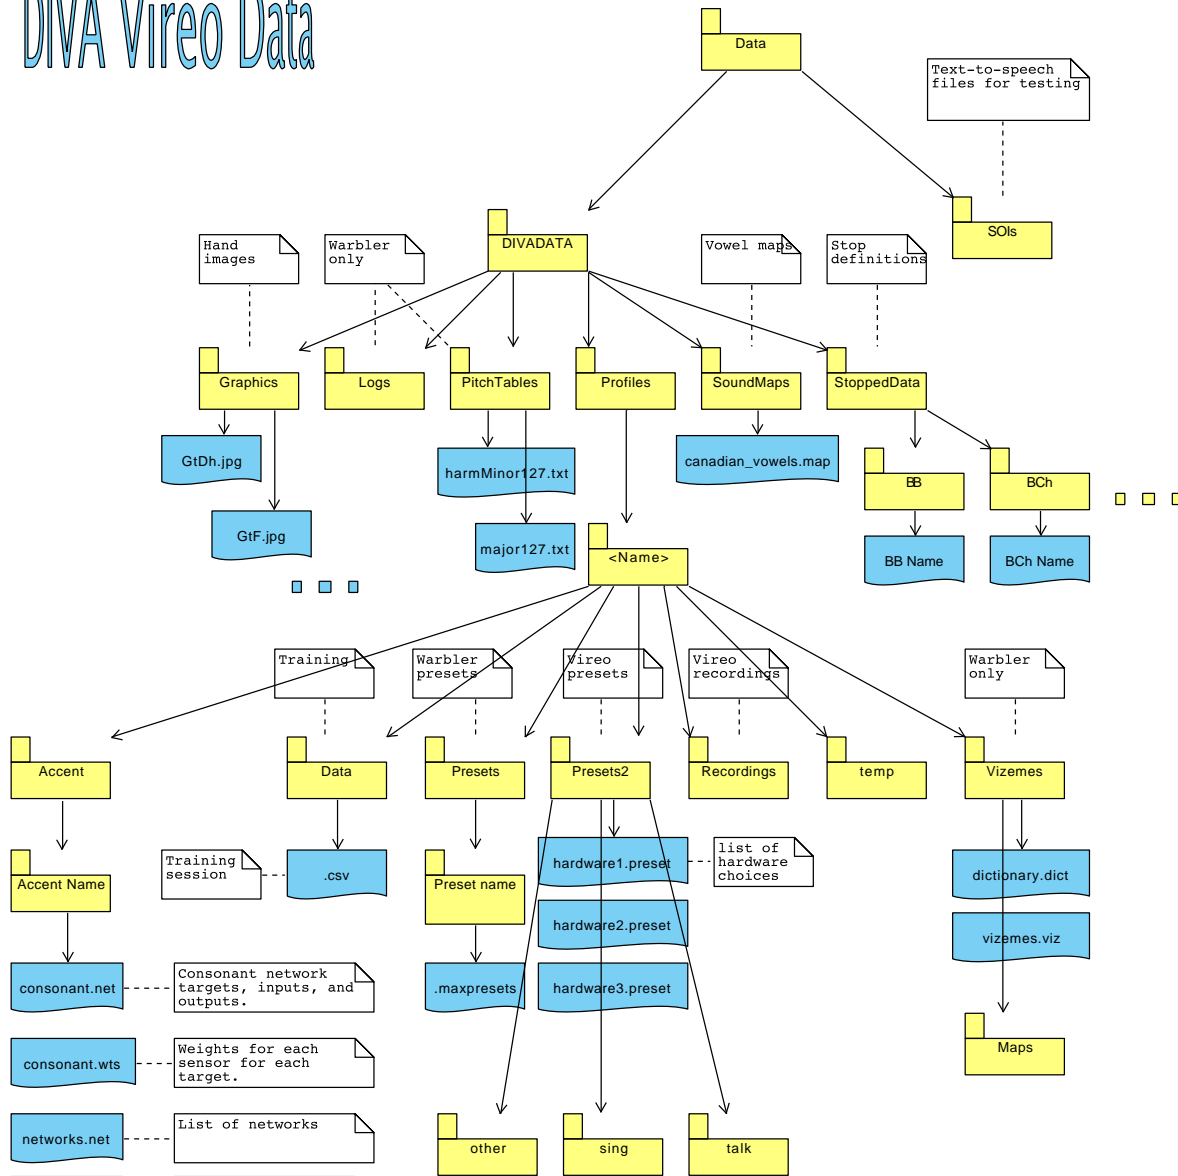 DIVA Vireo Data
Data
Text-to-speech
files for testing
SOIs
DIVADATA
Hand
images
Warbler
only
Vowel maps
Stop
definitions
Graphics
Logs
PitchTables
Profiles
SoundMaps
StoppedData
GtDh.jpg
harmMinor127.txt
canadian_vowels.map
BB
BCh
GtF.jpg
major127.txt
<Name>
BB Name
BCh Name
Training
Warbler
presets
Vireo
presets
Vireo
recordings
Warbler
only
Accent
Data
Presets
Presets2
Recordings
temp
Vizemes
Training
session
.csv
hardware1.preset
list of
hardware
choices
dictionary.dict
Accent Name
Preset name
hardware2.preset
vizemes.viz
consonant.net
Consonant network
targets, inputs, and
outputs.
.maxpresets
hardware3.preset
Maps
consonant.wts
Weights for each
sensor for each
target.
networks.net
List of networks
other
sing
talk